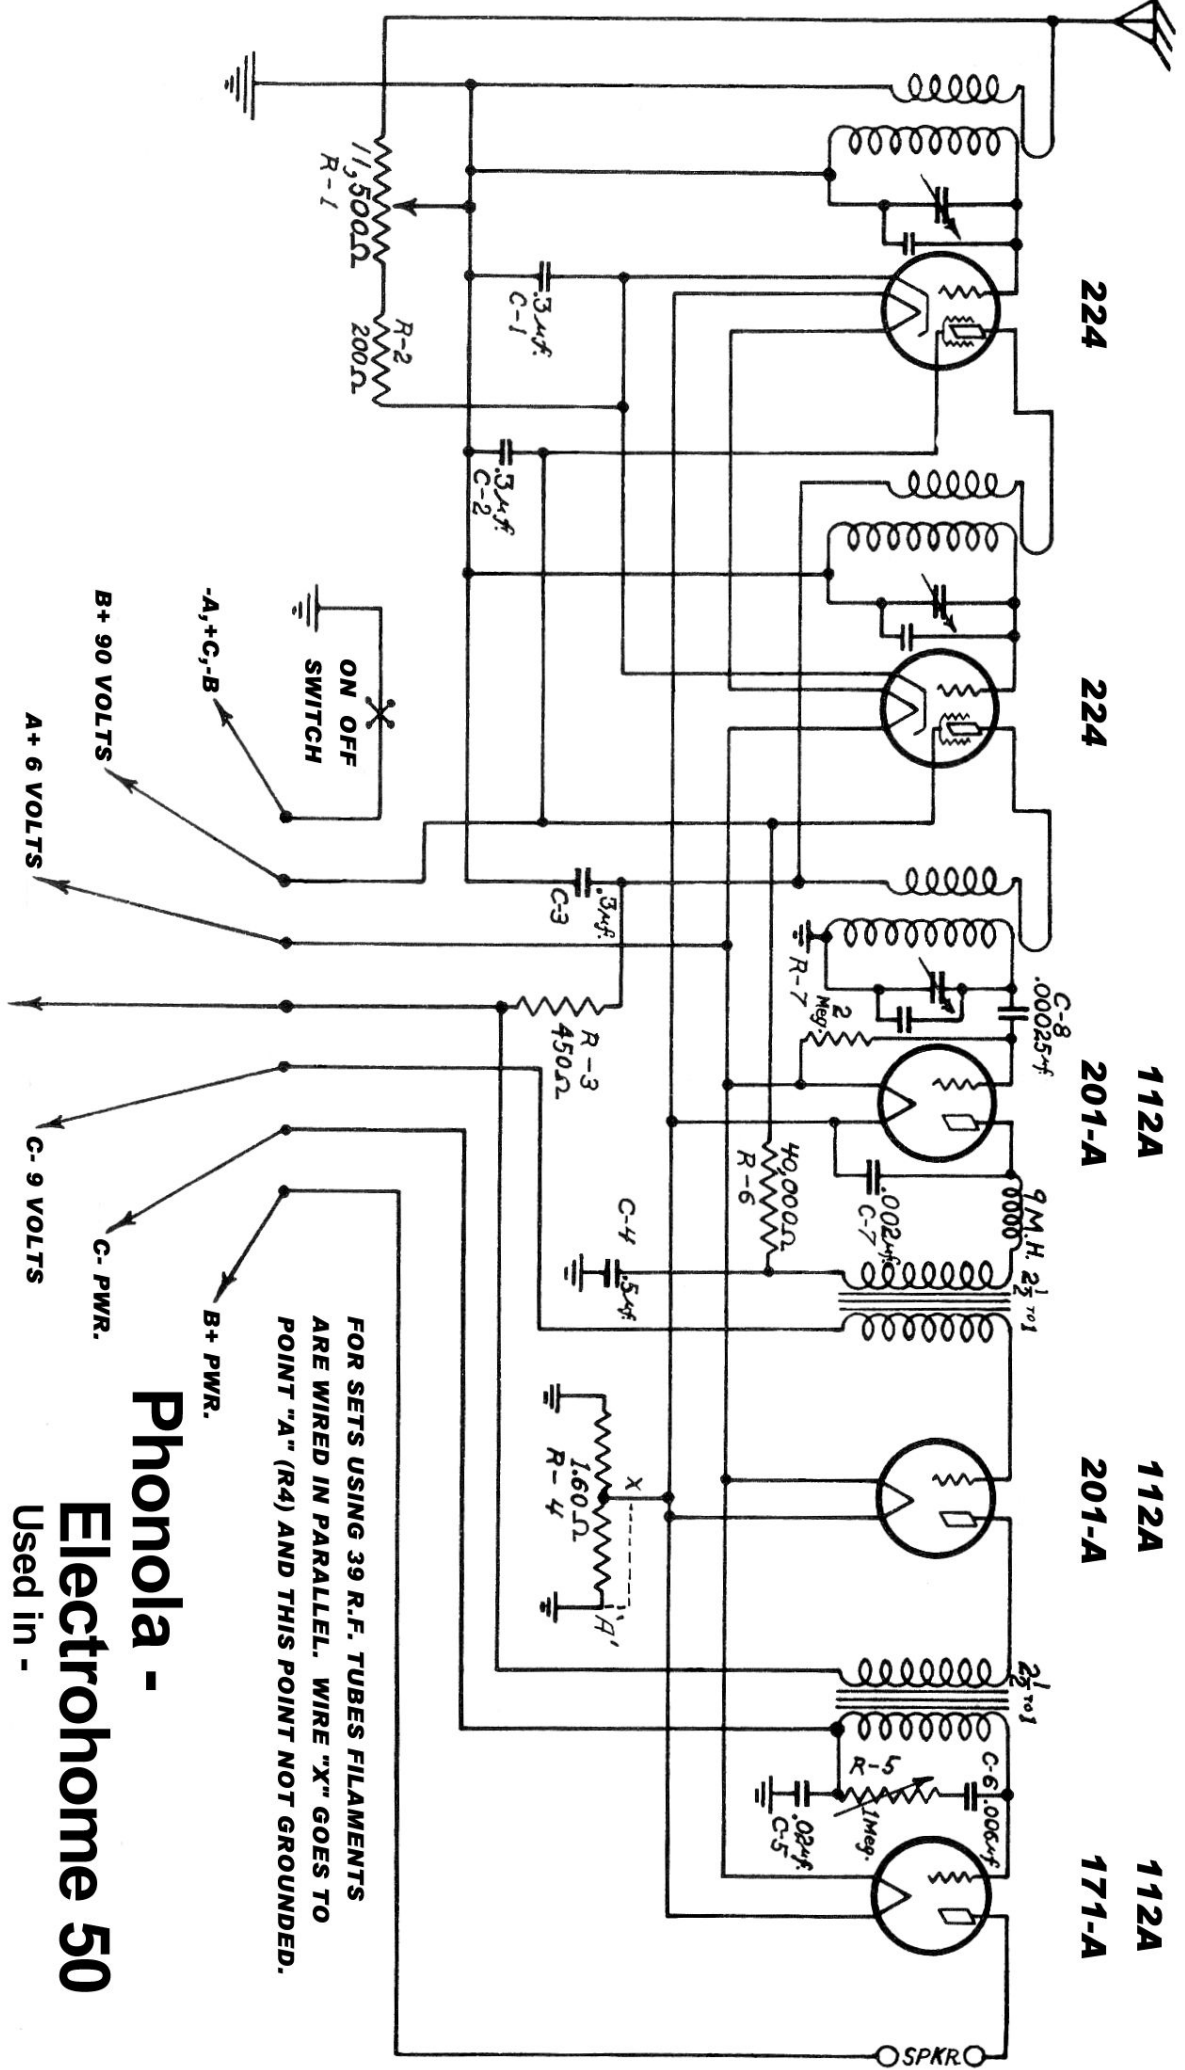 224
224
112A
201-A
112A
201-A
112A
171-A
11,500Ω
R-1
R-2
200Ω
.3μf.
C-1
.3μf.
C-2
.3μf.
C-3
C-8
.00025μf
2
Meg.
R-7
.002μf.
C-7
9 M.H.
2½ TO 1
40,000Ω
R-6
C-4
.5μf
R-3
450Ω
1.60Ω
R-4
X
'A'
2½ TO 1
C-6 .006μf
R-5
1Meg.
.02μf.
C-5
SPKR.
ON OFF
SWITCH
-A,+C,-B
B+ 90 VOLTS
A+ 6 VOLTS
C- 9 VOLTS
C- PWR.
B+ PWR.
FOR SETS USING 39 R.F. TUBES FILAMENTS
ARE WIRED IN PARALLEL. WIRE "X" GOES TO
POINT "A" (R4) AND THIS POINT NOT GROUNDED.
Phonola -
Electrohome 50
Used in -